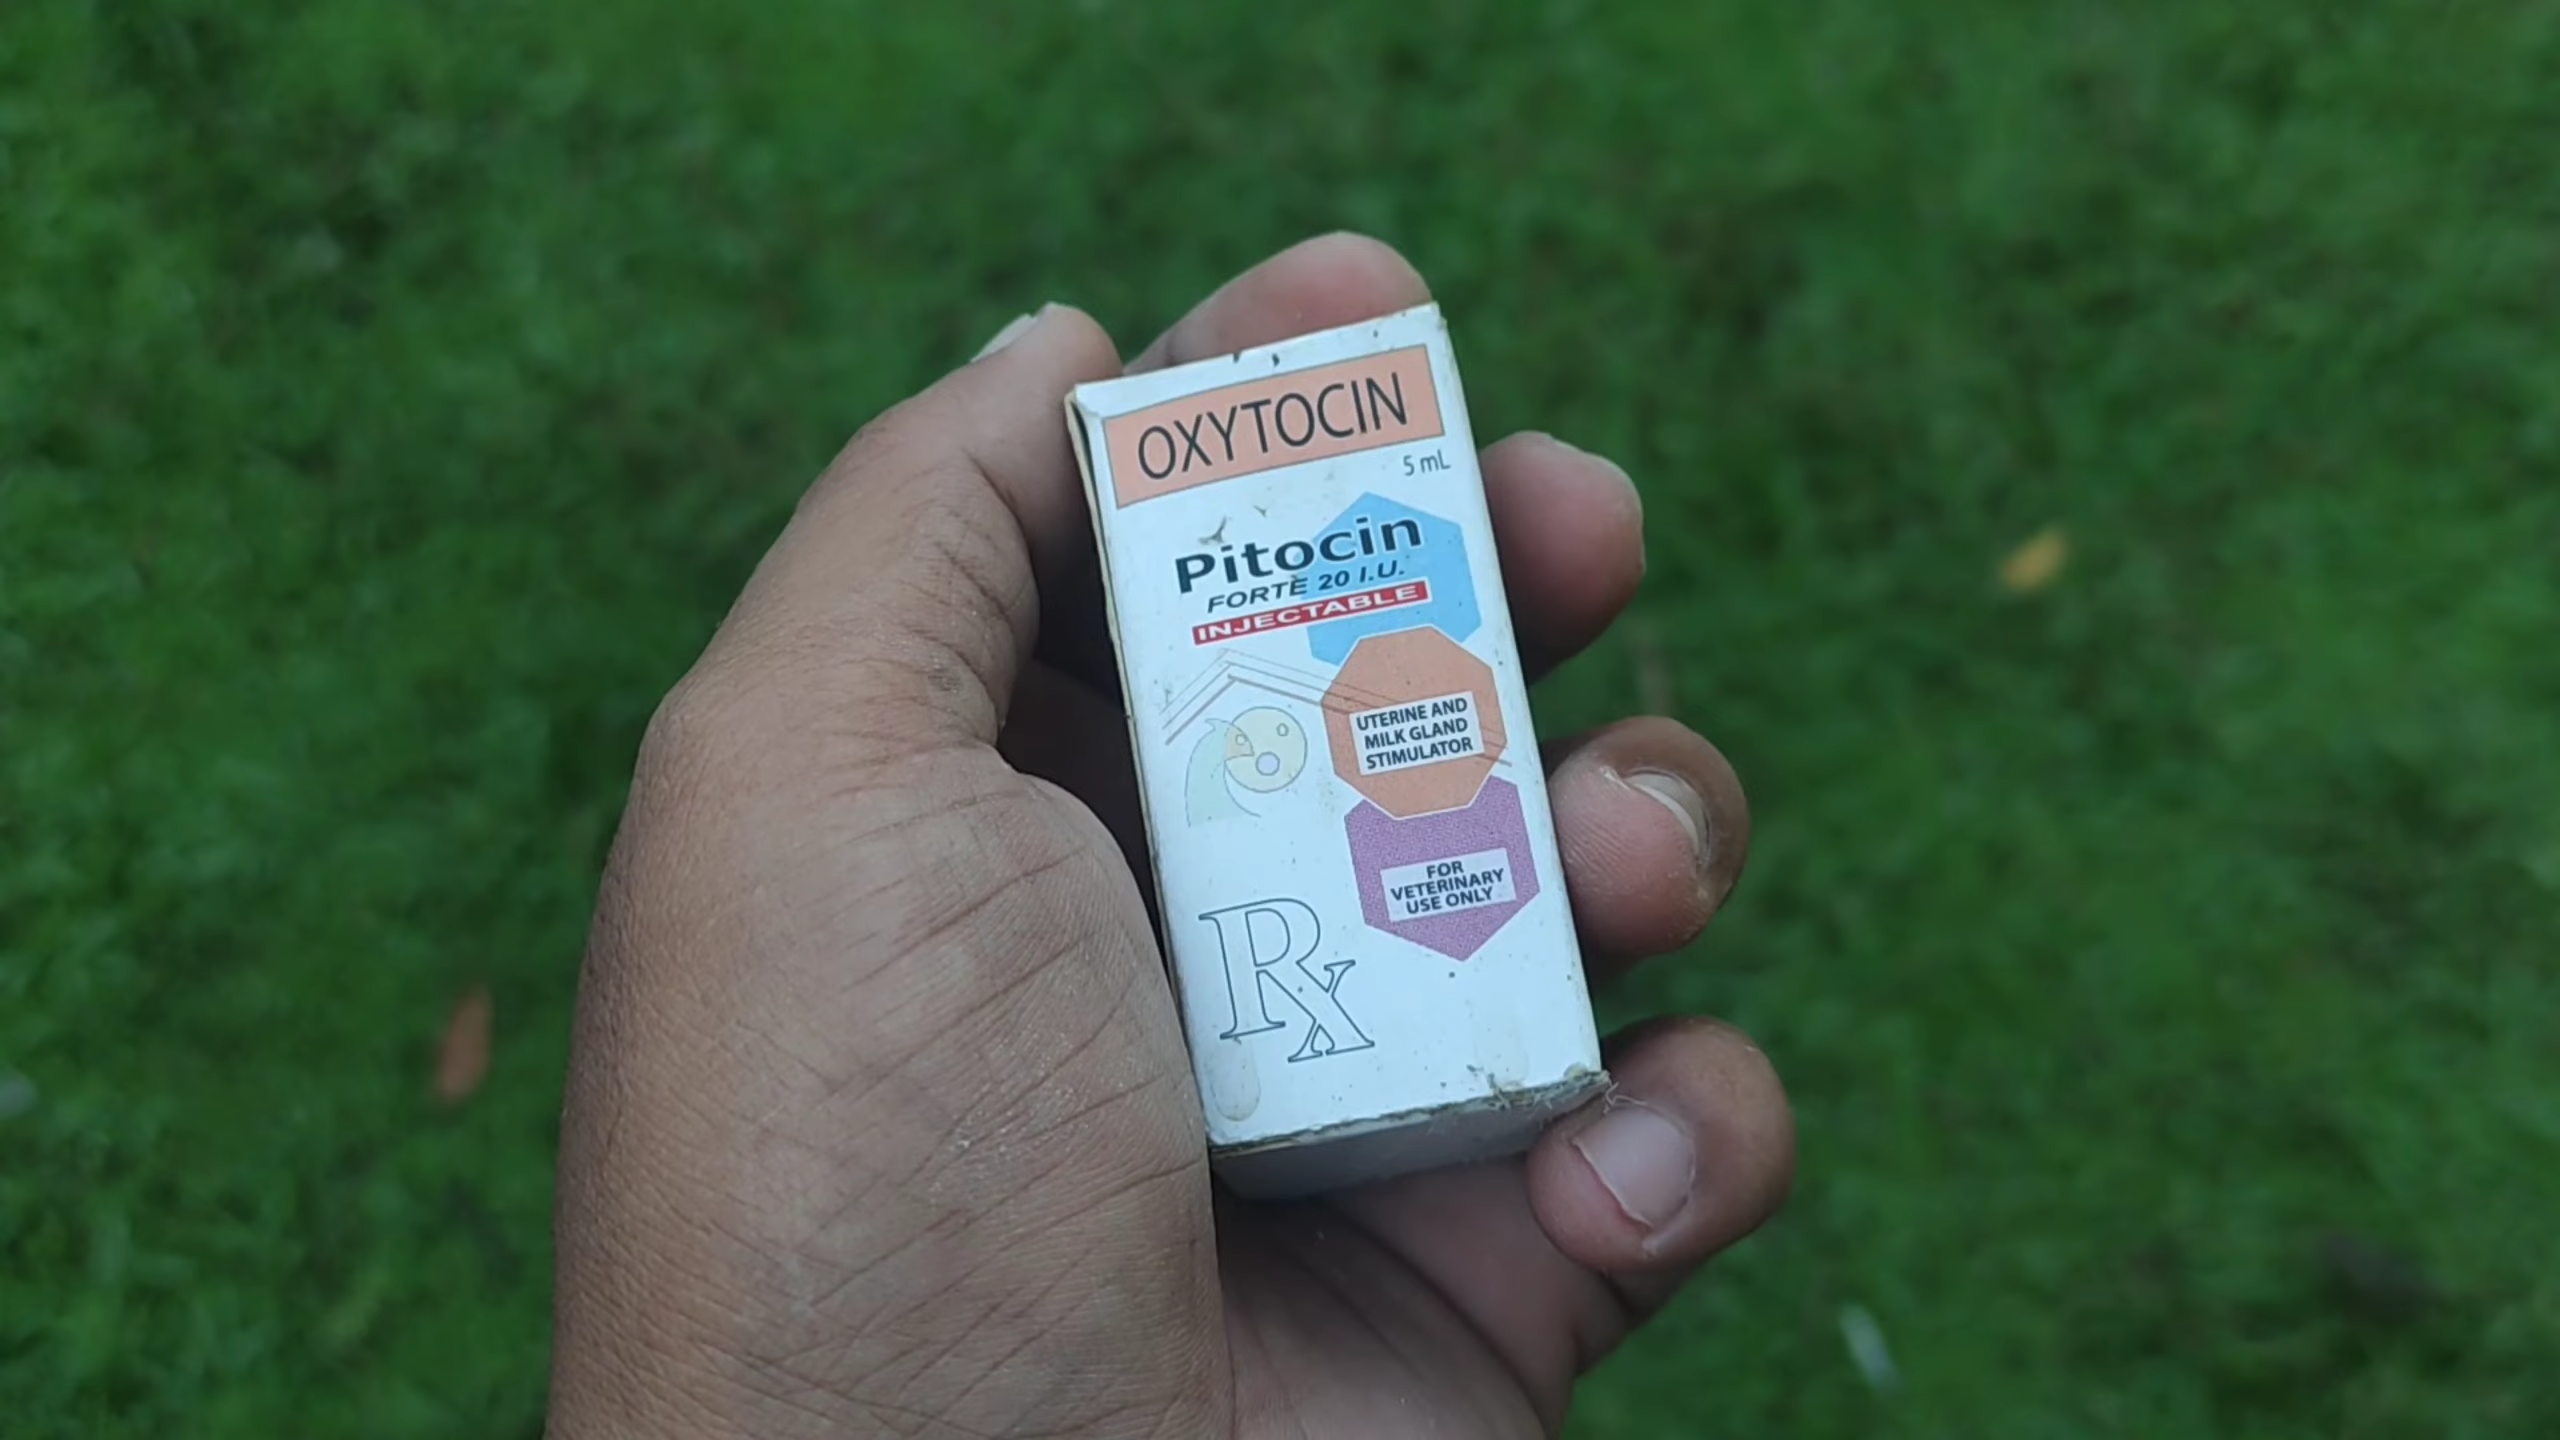 OXYTOCIN
5 mL
Pitocin
FORTE 20 I.U.
INJECTABLE
UTERINE AND
MILK GLAND
STIMULATOR
FOR
VETERINARY
USE ONLY
Rx